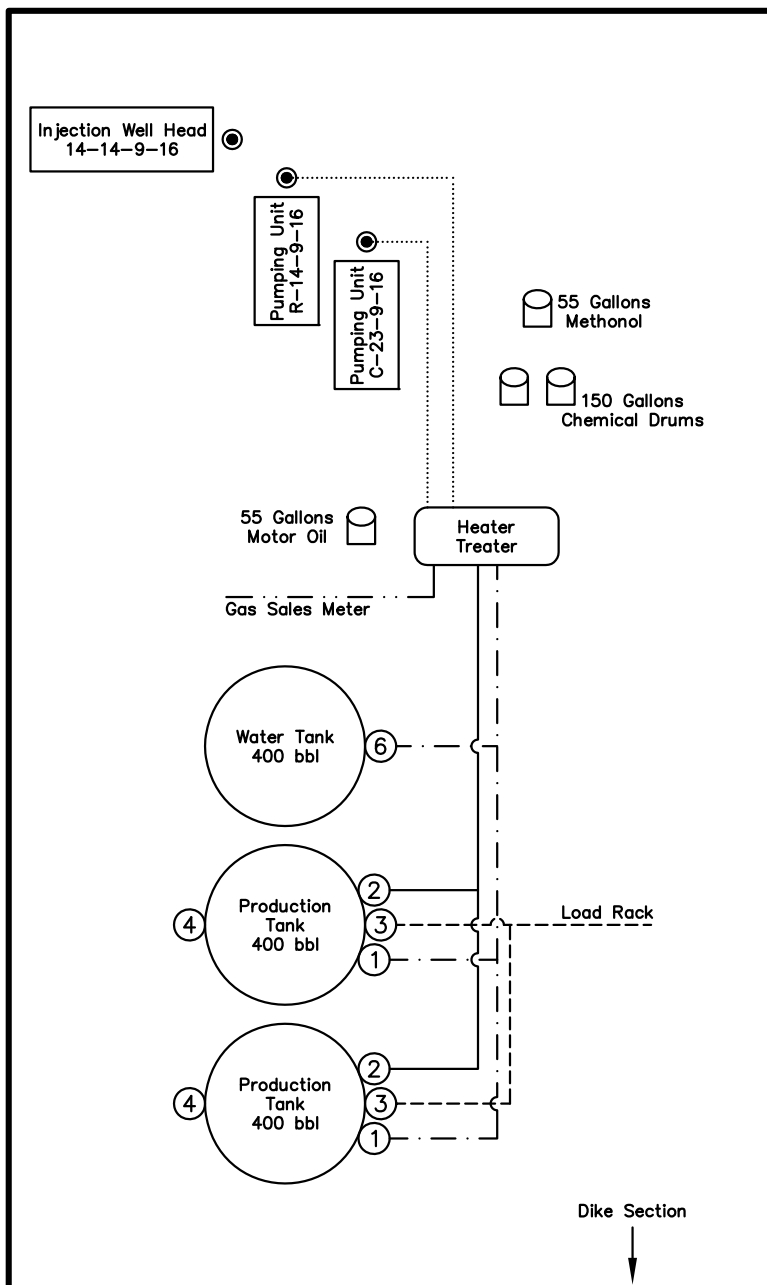 Injection Well Head
14-14-9-16
Pumping Unit
R-14-9-16
Pumping Unit
C-23-9-16
55 Gallons
Methonol
150 Gallons
Chemical Drums
55 Gallons
Motor Oil
Heater
Treater
Gas Sales Meter
Water Tank
400 bbl
6
Production
Tank
400 bbl
4
2
3
1
Load Rack
Production
Tank
400 bbl
4
2
3
1
Dike Section